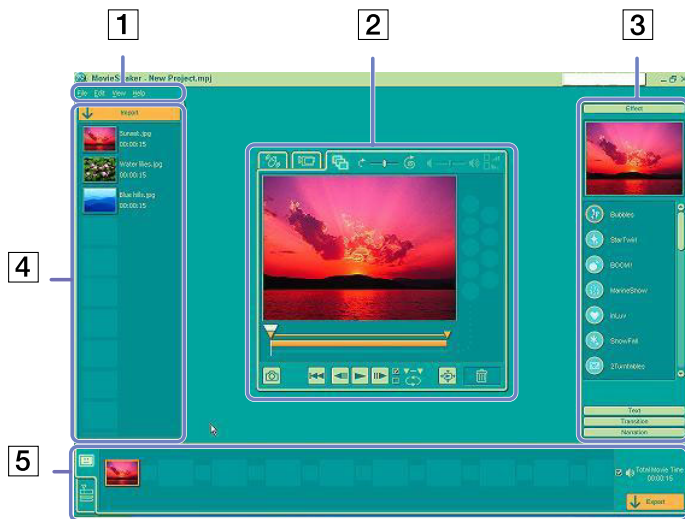 1
2
3
MovieShaker - New Project.mpj
File Edit View Help
Import
Effect
Sunset.jpg
00:00:15
Water lilies.jpg
00:00:15
Blue hills.jpg
00:00:15
Bubbles
StarTwirl
BOOM!
MarineSnow
inLuv
SnowFall
2Turntables
4
Text
Transition
Narration
5
Total Movie Time
00:00:15
Export